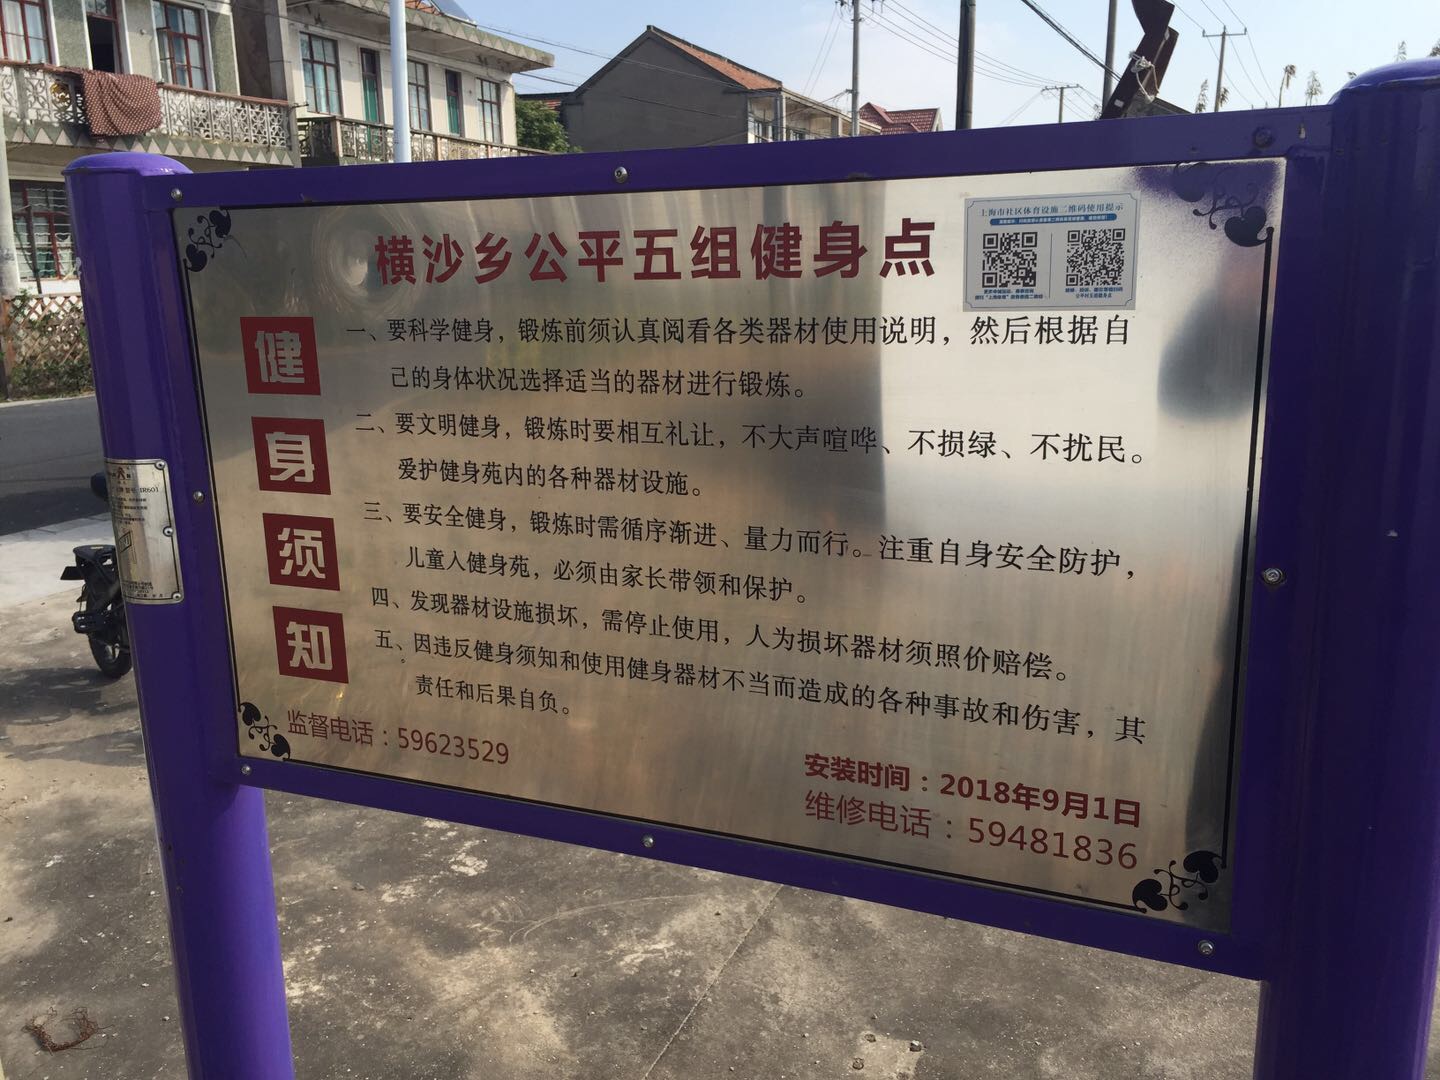 横沙乡公平五组健身点
上海市社区体育设施二维码使用提示
健身须知
一、要科学健身，锻炼前须认真阅看各类器材使用说明，然后根据自
己的身体状况选择适当的器材进行锻炼。
二、要文明健身，锻炼时要相互礼让，不大声喧哗、不损绿、不扰民。
爱护健身苑内的各种器材设施。
三、要安全健身，锻炼时需循序渐进、量力而行。注重自身安全防护，
儿童入健身苑，必须由家长带领和保护。
四、发现器材设施损坏，需停止使用，人为损坏器材须照价赔偿。
五、因违反健身须知和使用健身器材不当而造成的各种事故和伤害，其
责任和后果自负。
监督电话：59623529
安装时间：2018年9月1日
维修电话：59481836